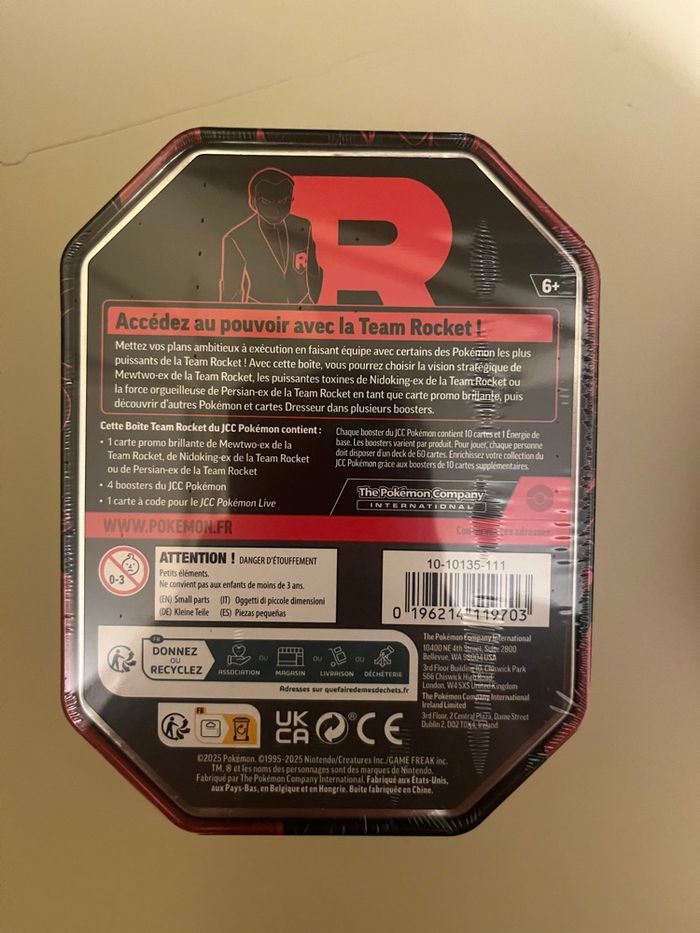 R
R
6+
Accédez au pouvoir avec la Team Rocket !
Mettez vos plans ambitieux à exécution en faisant équipe avec certains des Pokémon les plus
puissants de la Team Rocket ! Avec cette boîte, vous pourrez choisir la vision stratégique de
Mewtwo-ex de la Team Rocket, les puissantes toxines de Nidoking-ex de la Team Rocket ou
la force orgueilleuse de Persian-ex de la Team Rocket en tant que carte promo brillante, puis
découvrir d'autres Pokémon et cartes Dresseur dans plusieurs boosters.
Cette Boîte Team Rocket du JCC Pokémon contient :
• 1 carte promo brillante de Mewtwo-ex de la
Team Rocket, de Nidoking-ex de la Team Rocket
ou de Persian-ex de la Team Rocket
• 4 boosters du JCC Pokémon
• 1 carte à code pour le JCC Pokémon Live
Chaque booster du JCC Pokémon contient 10 cartes et 1 Énergie de
base. Les boosters varient par produit. Pour jouer, chaque personne
doit disposer d'un deck de 60 cartes. Enrichissez votre collection du
JCC Pokémon grâce aux boosters de 10 cartes supplémentaires.
The Pokémon Company
INTERNATIONAL
WWW.POKEMON.FR
Conservez ces adresses
0-3
ATTENTION ! DANGER D'ÉTOUFFEMENT
Petits éléments.
Ne convient pas aux enfants de moins de 3 ans.
(EN) Small parts (IT) Oggetti di piccole dimensioni
(DE) Kleine Teile (ES) Piezas pequeñas
10-10135-111
0 196214 119703
FR
DONNEZ
OU
RECYCLEZ
ASSOCIATION
OU
MAGASIN
OU
LIVRAISON
OU
DÉCHÈTERIE
Adresses sur quefairedemesdechets.fr
The Pokémon Company International
10400 NE 4th Street, Suite 2800
Bellevue, WA 98004 USA
3rd Floor Building 10, Chiswick Park
566 Chiswick High Road
London, W4 5XS United Kingdom
The Pokémon Company International
Ireland Limited
3rd Floor, 2 Central Plaza, Dame Street
Dublin 2, D02 T0X4, Ireland
FR
UK
CA
®
CE
©2025 Pokémon. ©1995-2025 Nintendo/Creatures Inc./GAME FREAK inc.
TM, ® et les noms des personnages sont des marques de Nintendo.
Fabriqué par The Pokémon Company International. Fabriqué aux États-Unis,
aux Pays-Bas, en Belgique et en Hongrie. Boîte fabriquée en Chine.